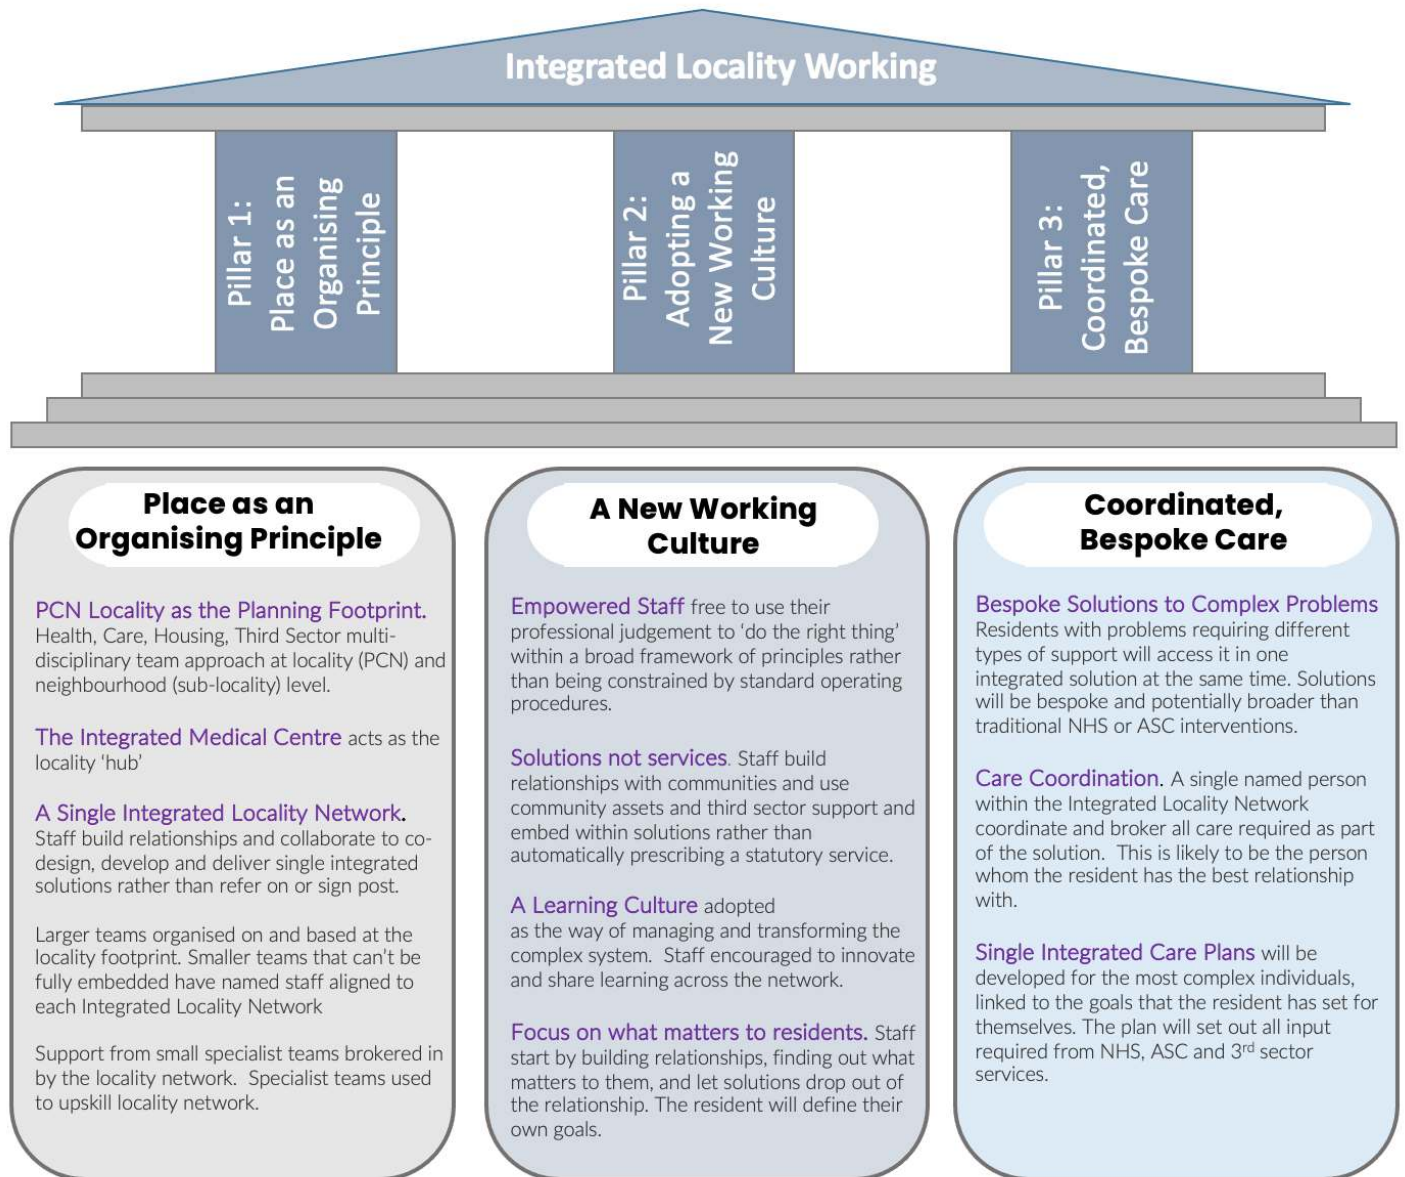 Integrated Locality Working
Pillar 1:
Place as an
Organising
Principle
Pillar 2:
Adopting a
New Working
Culture
Pillar 3:
Coordinated,
Bespoke Care
Place as an
Organising Principle
PCN Locality as the Planning Footprint.
Health, Care, Housing, Third Sector multi-
disciplinary team approach at locality (PCN) and
neighbourhood (sub-locality) level.
The Integrated Medical Centre acts as the
locality ‘hub’
A Single Integrated Locality Network.
Staff build relationships and collaborate to co-
design, develop and deliver single integrated
solutions rather than refer on or sign post.
Larger teams organised on and based at the
locality footprint. Smaller teams that can’t be
fully embedded have named staff aligned to
each Integrated Locality Network
Support from small specialist teams brokered in
by the locality network. Specialist teams used
to upskill locality network.
A New Working
Culture
Empowered Staff free to use their
professional judgement to ‘do the right thing’
within a broad framework of principles rather
than being constrained by standard operating
procedures.
Solutions not services. Staff build
relationships with communities and use
community assets and third sector support and
embed within solutions rather than
automatically prescribing a statutory service.
A Learning Culture adopted
as the way of managing and transforming the
complex system. Staff encouraged to innovate
and share learning across the network.
Focus on what matters to residents. Staff
start by building relationships, finding out what
matters to them, and let solutions drop out of
the relationship. The resident will define their
own goals.
Coordinated,
Bespoke Care
Bespoke Solutions to Complex Problems
Residents with problems requiring different
types of support will access it in one
integrated solution at the same time. Solutions
will be bespoke and potentially broader than
traditional NHS or ASC interventions.
Care Coordination. A single named person
within the Integrated Locality Network
coordinate and broker all care required as part
of the solution. This is likely to be the person
whom the resident has the best relationship
with.
Single Integrated Care Plans will be
developed for the most complex individuals,
linked to the goals that the resident has set for
themselves. The plan will set out all input
required from NHS, ASC and 3rd sector
services.